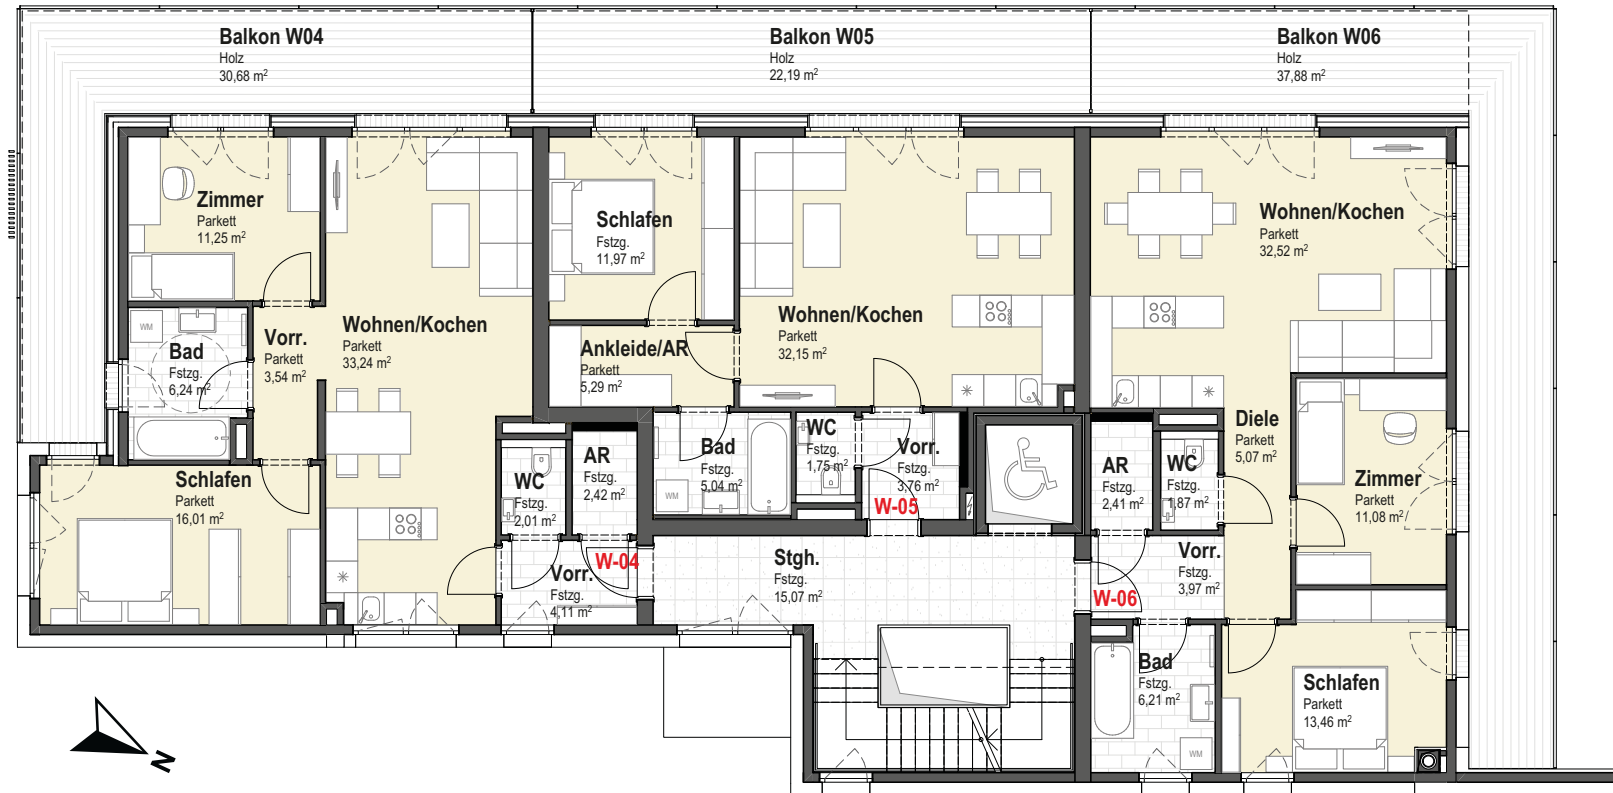 Balkon W04
Holz
30,68 m²
Balkon W05
Holz
22,19 m²
Balkon W06
Holz
37,88 m²
Zimmer
Parkett
11,25 m²
Schlafen
Fstzg.
11,97 m²
Wohnen/Kochen
Parkett
32,52 m²
Wohnen/Kochen
Parkett
33,24 m²
Wohnen/Kochen
Parkett
32,15 m²
WM
Bad
Fstzg.
6,24 m²
Vorr.
Parkett
3,54 m²
Ankleide/AR
Parkett
5,29 m²
Schlafen
Parkett
16,01 m²
WC
Fstzg.
2,01 m²
AR
Fstzg.
2,42 m²
Bad
Fstzg.
5,04 m²
WM
WC
Fstzg.
1,75 m²
Vorr.
Fstzg.
3,76 m²
W-05
AR
Fstzg.
2,41 m²
WC
Fstzg.
1,87 m²
Diele
Parkett
5,07 m²
Zimmer
Parkett
11,08 m²
W-04
Vorr.
Fstzg.
4,11 m²
Stgh.
Fstzg.
15,07 m²
Vorr.
Fstzg.
3,97 m²
W-06
Bad
Fstzg.
6,21 m²
WM
Schlafen
Parkett
13,46 m²
N